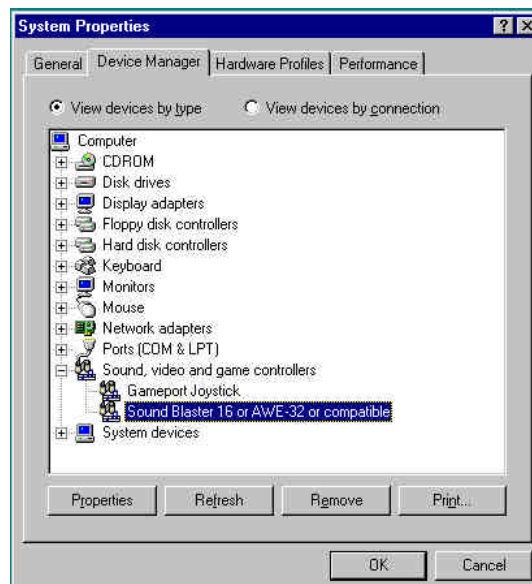 System Properties
General Device Manager Hardware Profiles Performance
View devices by type View devices by connection
Computer
CDROM
Disk drives
Display adapters
Floppy disk controllers
Hard disk controllers
Keyboard
Monitors
Mouse
Network adapters
Ports (COM & LPT)
Sound, video and game controllers
Gameport Joystick
Sound Blaster 16 or AWE-32 or compatible
System devices
Properties Refresh Remove Print...
OK Cancel